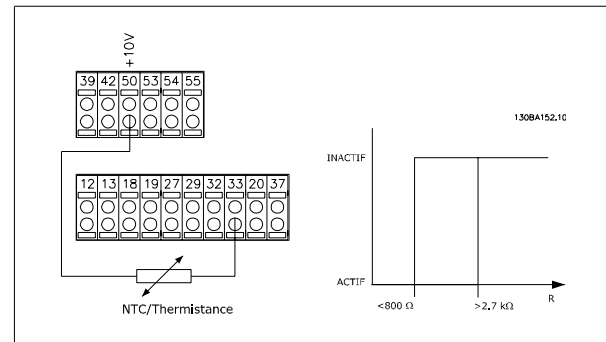 +10V
39 42 50 53 54 55
130BA152.10
INACTIF
12 13 18 19 27 29 32 33 20 37
ACTIF
<800 Ω
>2.7 kΩ
R
NTC/Thermistance